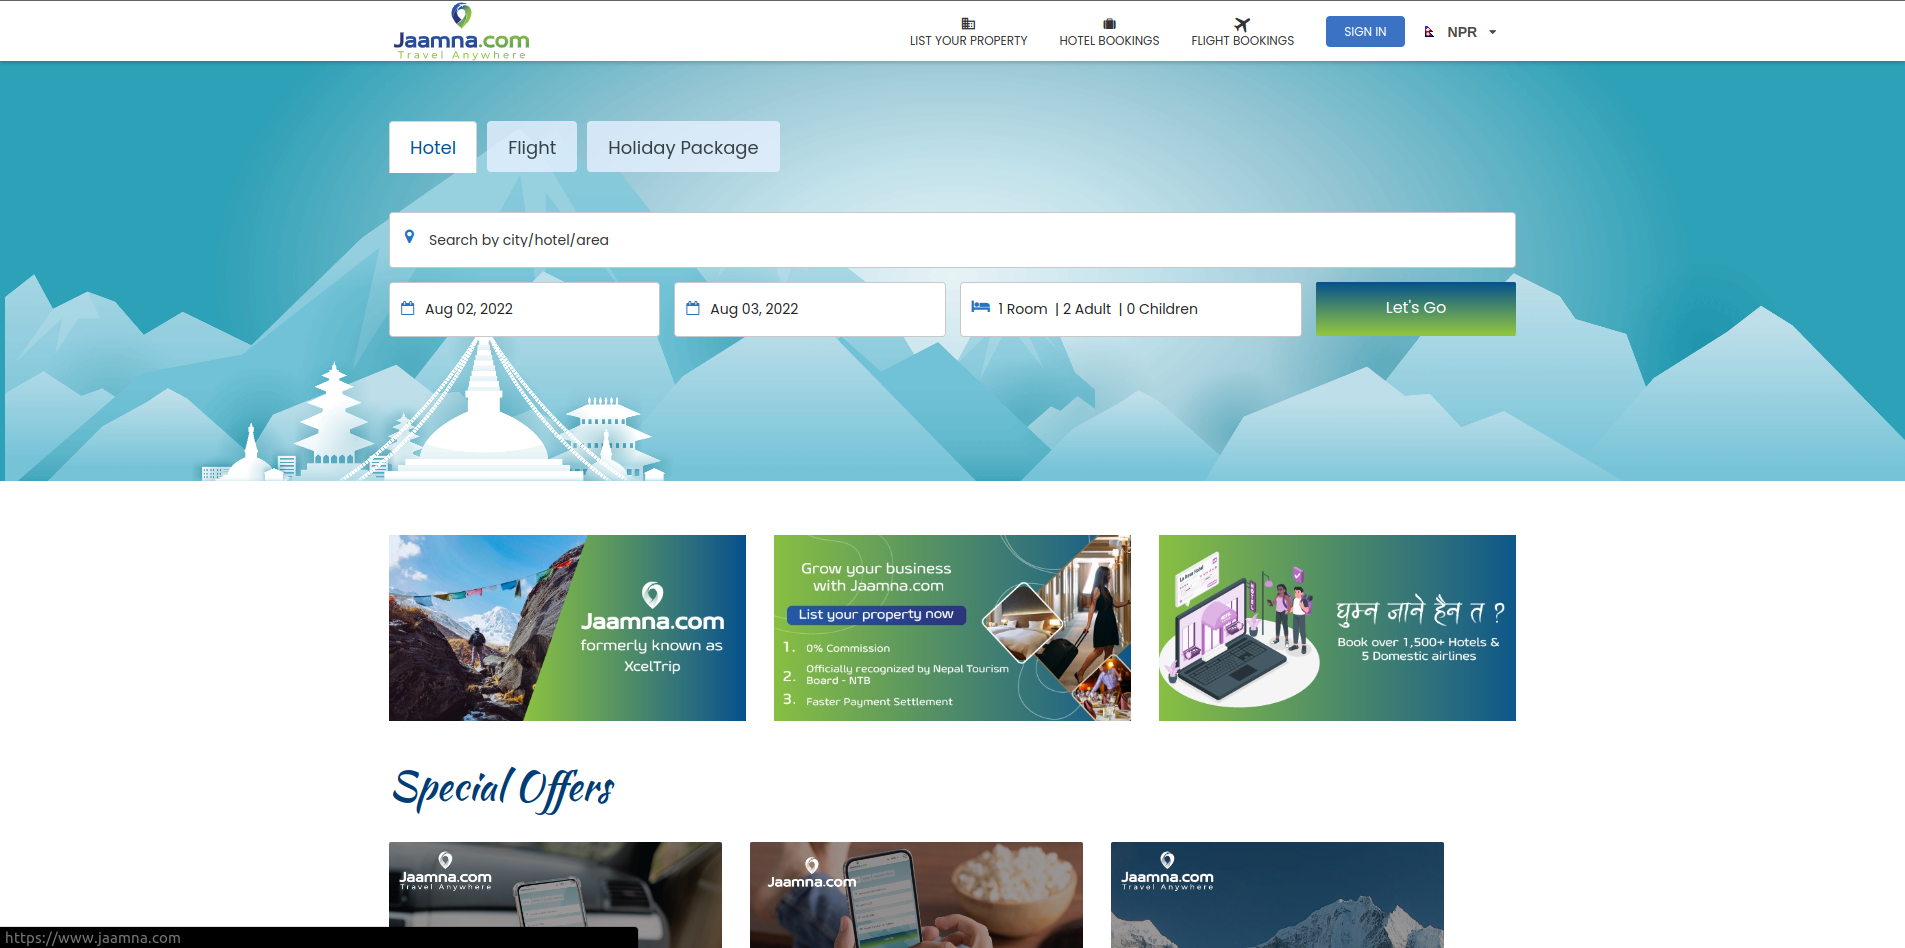 Jaamna.com
Travel Anywhere
LIST YOUR PROPERTY
HOTEL BOOKINGS
FLIGHT BOOKINGS
SIGN IN
NPR
Hotel
Flight
Holiday Package
Search by city/hotel/area
Aug 02, 2022
Aug 03, 2022
1 Room | 2 Adult | 0 Children
Let's Go
Jaamna.com
formerly known as
XcelTrip
Grow your business
with Jaamna.com
List your property now
1. 0% Commission
2. Officially recognized by Nepal Tourism
Board - NTB
3. Faster Payment Settlement
HOTEL
घुम्न जाने हैन त ?
Book over 1,500+ Hotels &
5 Domestic airlines
Special Offers
Jaamna.com
Travel Anywhere
Jaamna.com
Jaamna.com
Travel Anywhere
https://www.jaamna.com